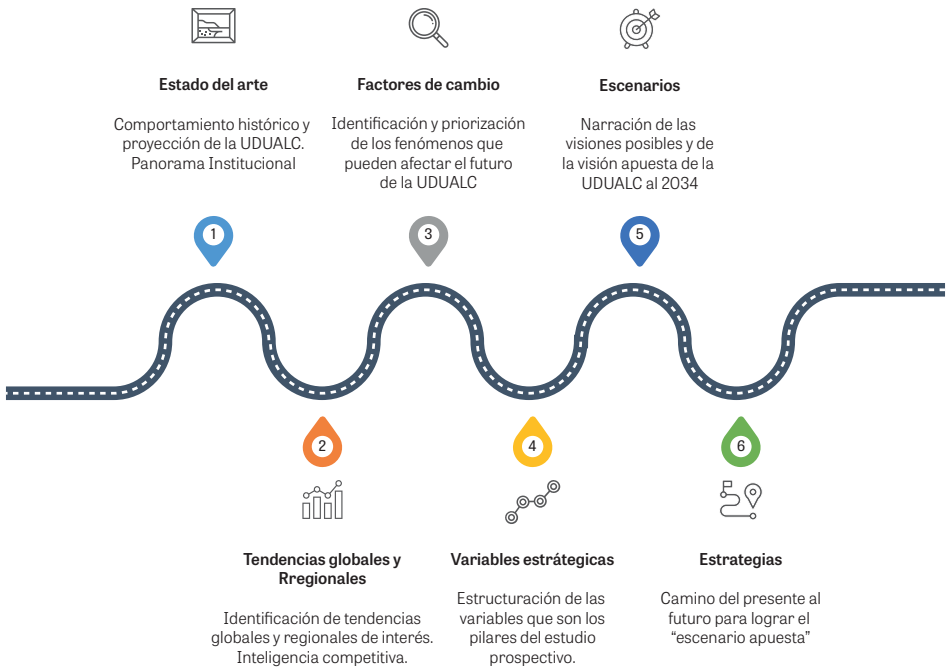 Estado del arte
Comportamiento histórico y
proyección de la UDUALC.
Panorama Institucional
1
Tendencias globales y
Rregionales
Identificación de tendencias
globales y regionales de interés.
Inteligencia competitiva.
2
Factores de cambio
Identificación y priorización
de los fenómenos que
pueden afectar el futuro
de la UDUALC
3
Variables estrátegicas
Estructuración de las
variables que son los
pilares del estudio
prospectivo.
4
Escenarios
Narración de las
visiones posibles y de
la visión apuesta de la
UDUALC al 2034
5
Estrategias
Camino del presente al
futuro para lograr el
“escenario apuesta”
6